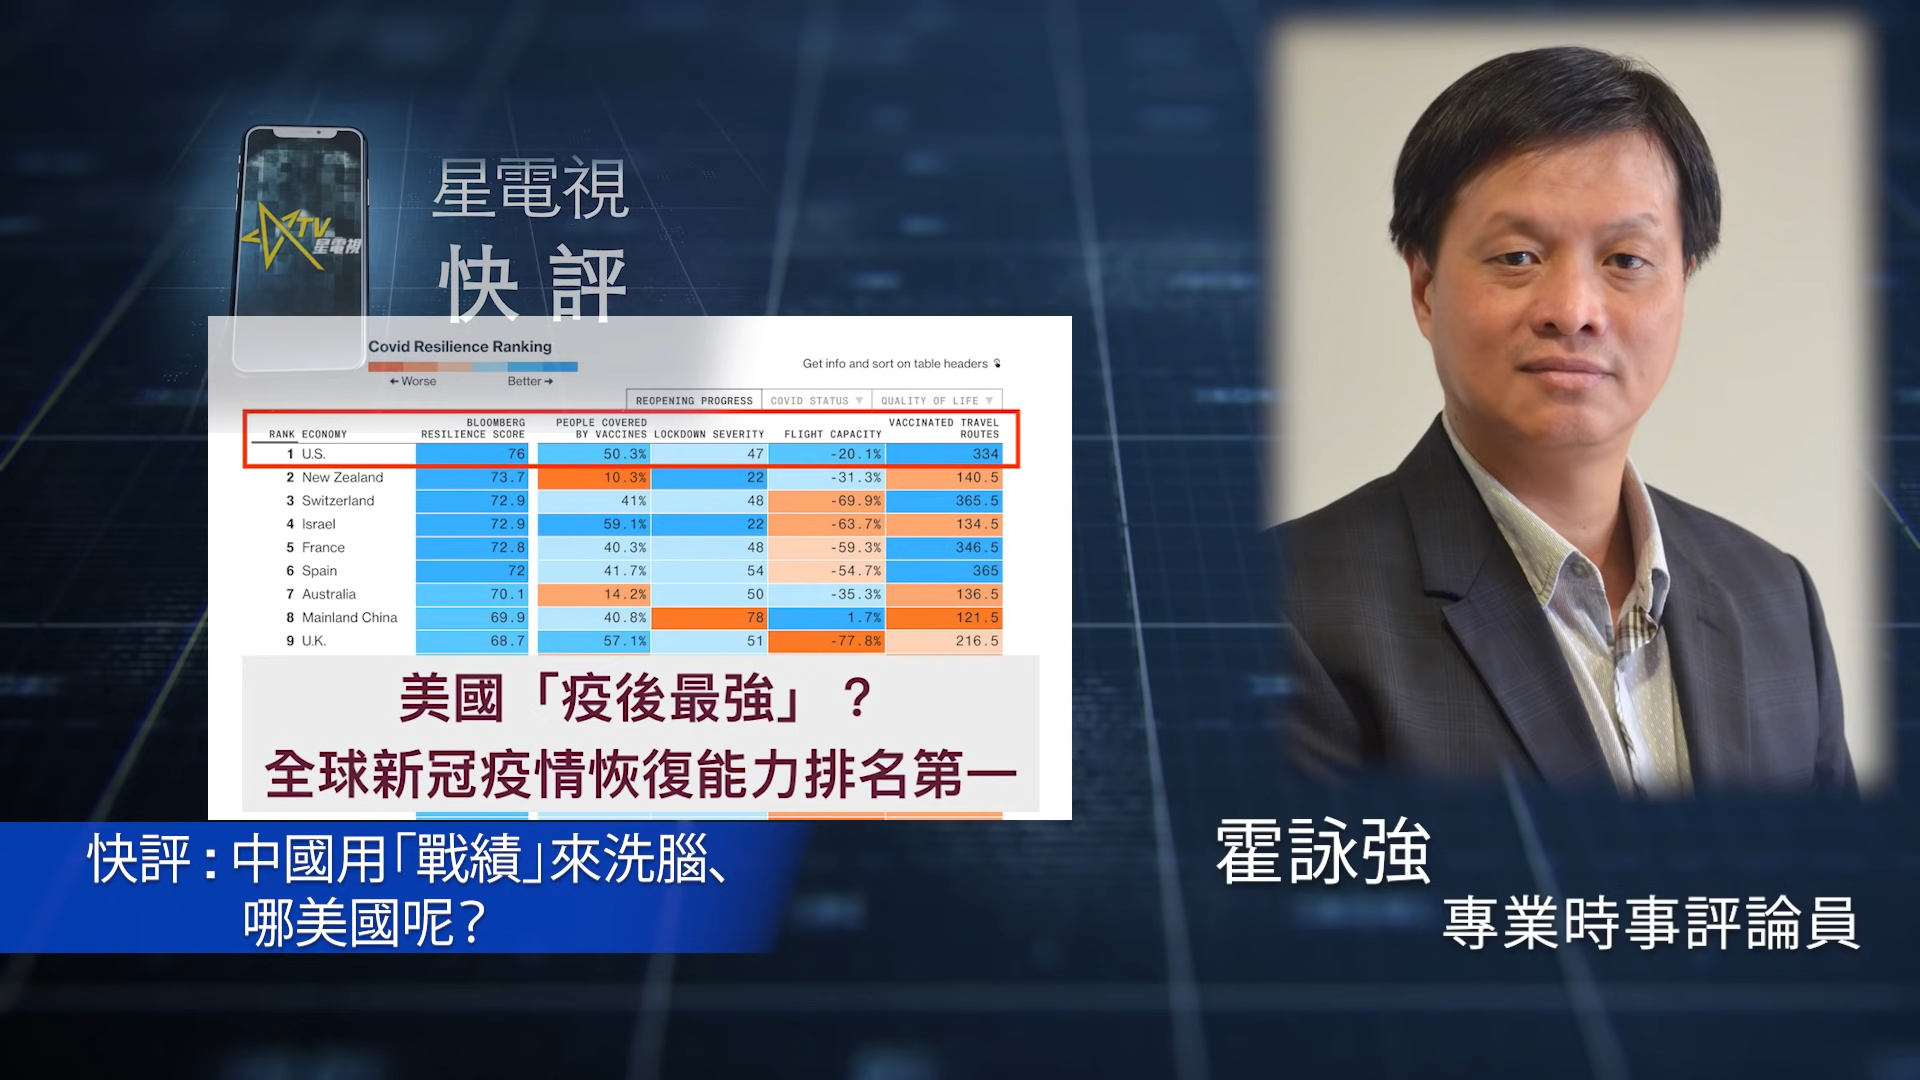 星電視
快評
TV
星電視
Covid Resilience Ranking
Worse Better
Get info and sort on table headers
REOPENING PROGRESS COVID STATUS QUALITY OF LIFE
RANK ECONOMY BLOOMBERG RESILIENCE SCORE PEOPLE COVERED BY VACCINES LOCKDOWN SEVERITY FLIGHT CAPACITY VACCINATED TRAVEL ROUTES
1 U.S. 76 50.3% 47 -20.1% 334
2 New Zealand 73.7 10.3% 22 -31.3% 140.5
3 Switzerland 72.9 41% 48 -69.9% 365.5
4 Israel 72.9 59.1% 22 -63.7% 134.5
5 France 72.8 40.3% 48 -59.3% 346.5
6 Spain 72 41.7% 54 -54.7% 365
7 Australia 70.1 14.2% 50 -35.3% 136.5
8 Mainland China 69.9 40.8% 78 1.7% 121.5
9 U.K. 68.7 57.1% 51 -77.8% 216.5
美國「疫後最強」？
全球新冠疫情恢復能力排名第一
快評：中國用「戰績」來洗腦、
哪美國呢？
霍詠強
專業時事評論員